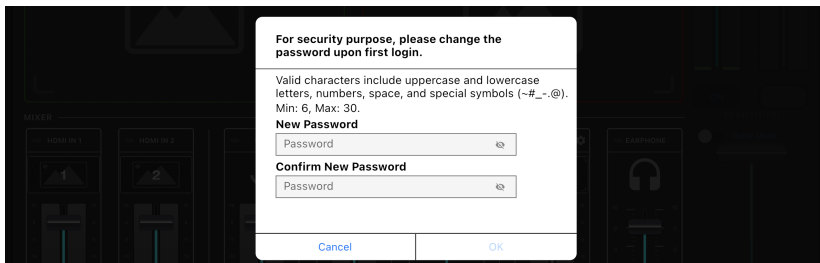 For security purpose, please change the
password upon first login.
Valid characters include uppercase and lowercase
letters, numbers, space, and special symbols (~#_-.@).
Min: 6, Max: 30.
New Password
Password
Confirm New Password
Password
Cancel
OK
MIXER
HDMI IN 1
HDMI IN 2
EARPHONE
1
2